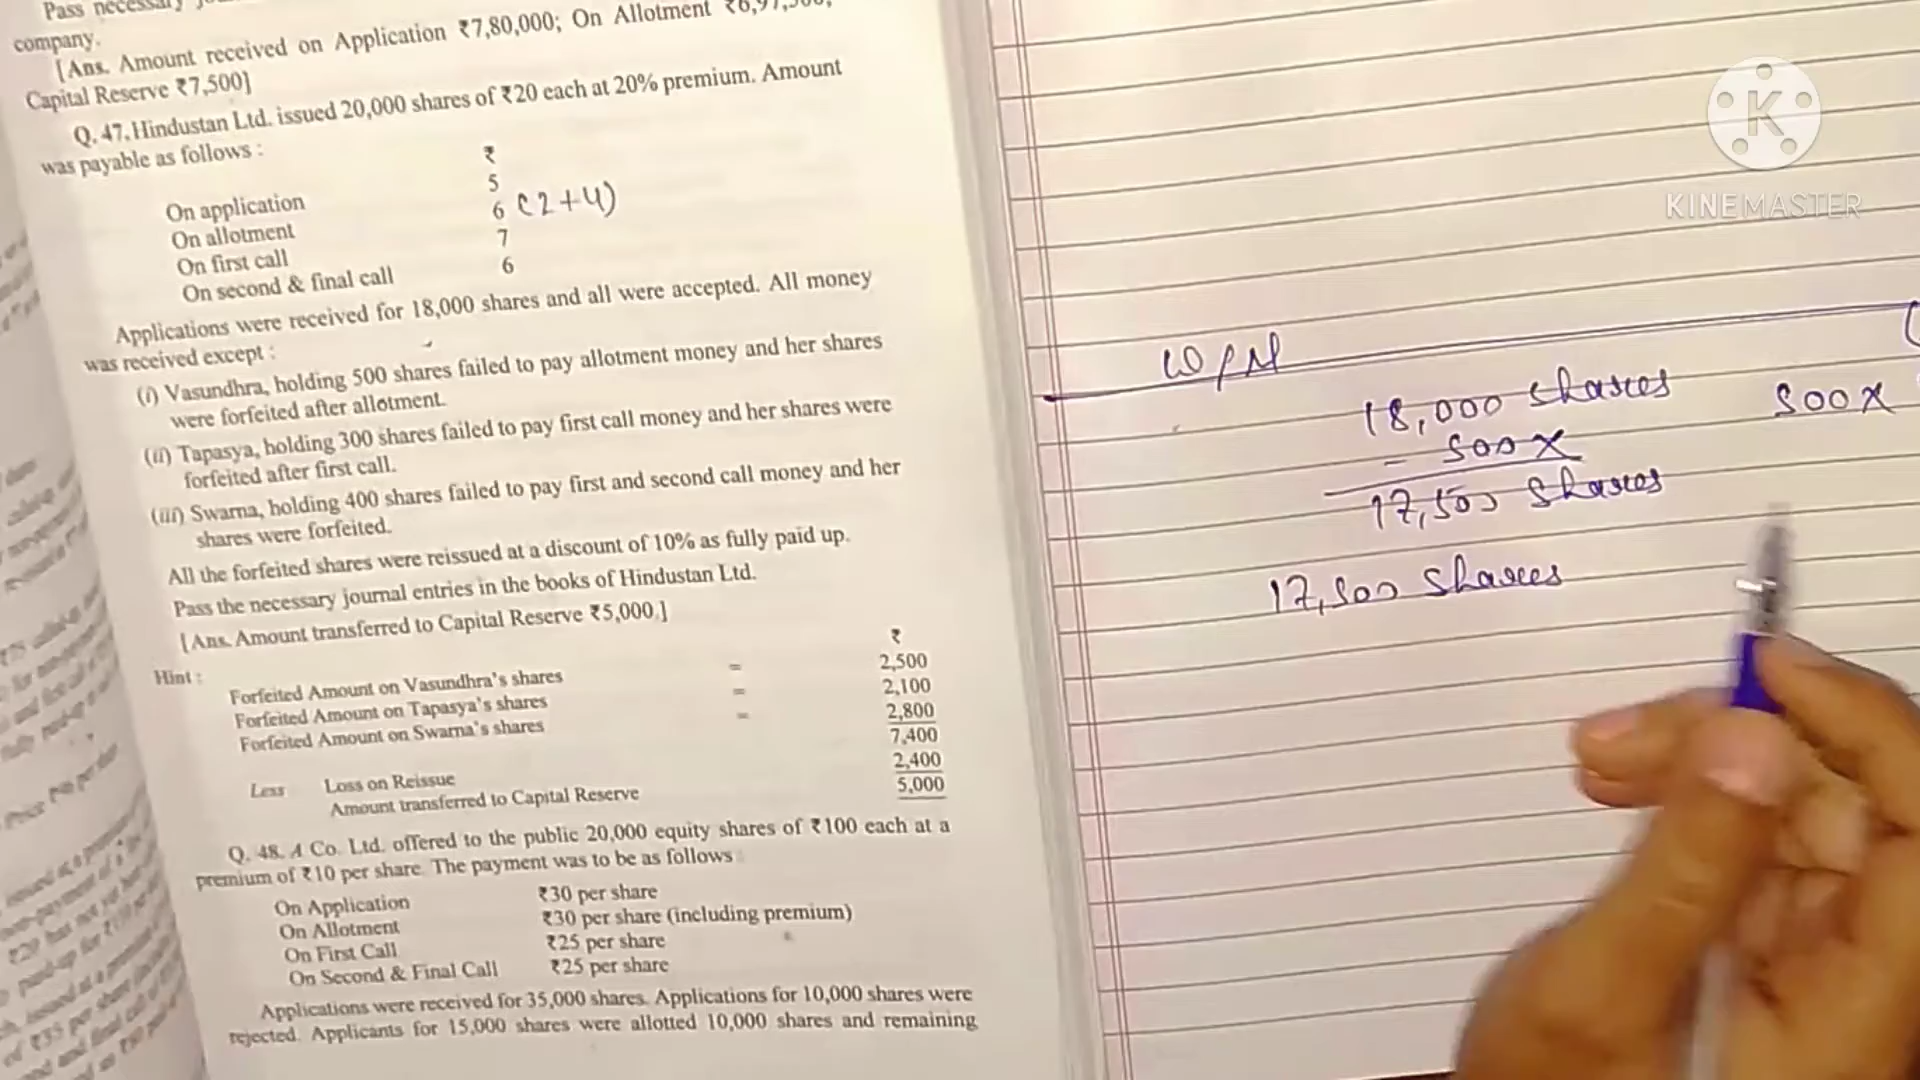 Pass necessary
company.
[Ans. Amount received on Application ₹7,80,000; On Allotment
Capital Reserve ₹7,500]
Q. 47. Hindustan Ltd. issued 20,000 shares of ₹20 each at 20% premium. Amount
was payable as follows :
₹
On application 5
On allotment 6 (2+4)
On first call 7
On second & final call 6
Applications were received for 18,000 shares and all were accepted. All money
was received except :
(i) Vasundhra, holding 500 shares failed to pay allotment money and her shares
were forfeited after allotment.
(ii) Tapasya, holding 300 shares failed to pay first call money and her shares were
forfeited after first call.
(iii) Swarna, holding 400 shares failed to pay first and second call money and her
shares were forfeited.
All the forfeited shares were reissued at a discount of 10% as fully paid up.
Pass the necessary journal entries in the books of Hindustan Ltd.
[Ans. Amount transferred to Capital Reserve ₹5,000.]
Hint : ₹
Forfeited Amount on Vasundhra's shares = 2,500
Forfeited Amount on Tapasya's shares = 2,100
Forfeited Amount on Swarna's shares = 2,800
7,400
Less Loss on Reissue 2,400
Amount transferred to Capital Reserve 5,000
Q. 48. A Co. Ltd. offered to the public 20,000 equity shares of ₹100 each at a
premium of ₹10 per share. The payment was to be as follows
On Application ₹30 per share
On Allotment ₹30 per share (including premium)
On First Call ₹25 per share
On Second & Final Call ₹25 per share
Applications were received for 35,000 shares. Applications for 10,000 shares were
rejected. Applicants for 15,000 shares were allotted 10,000 shares and remaining
W/N
18,000 shares
- 500 x
17,500 shares
500 x
17,500 shares
K
KINEMASTER